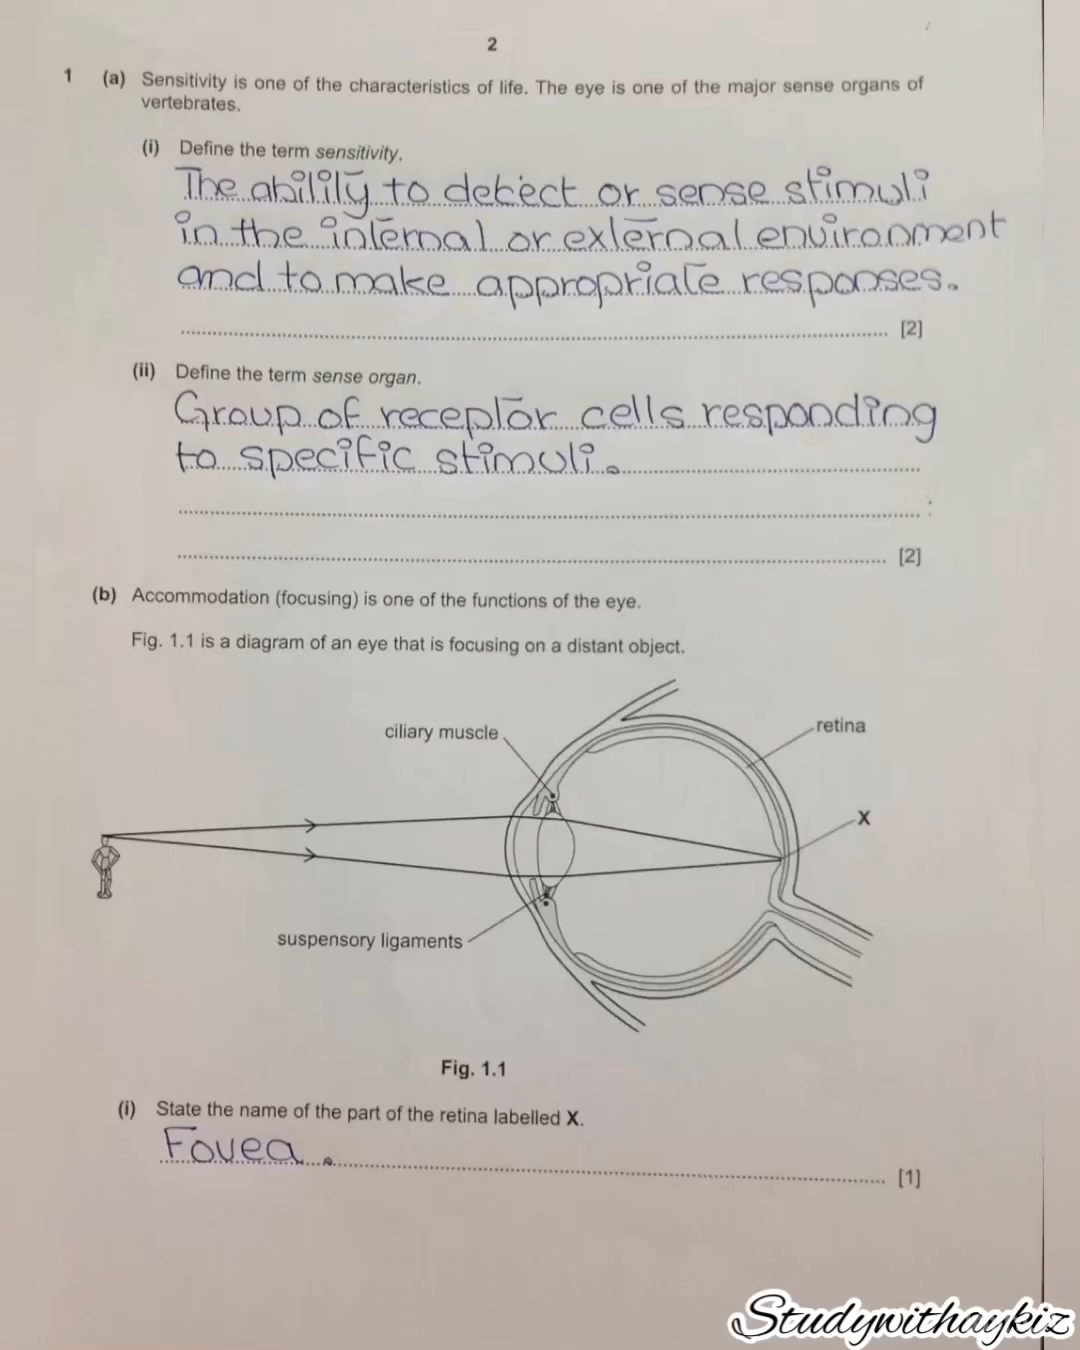 2
1 (a) Sensitivity is one of the characteristics of life. The eye is one of the major sense organs of
vertebrates.
(i) Define the term sensitivity.
The ability to detect or sense stimuli
in the internal or external environment
and to make appropriate responses.
[2]
(ii) Define the term sense organ.
Group of receptor cells responding
to specific stimuli.
[2]
(b) Accommodation (focusing) is one of the functions of the eye.
Fig. 1.1 is a diagram of an eye that is focusing on a distant object.
ciliary muscle
retina
X
suspensory ligaments
Fig. 1.1
(i) State the name of the part of the retina labelled X.
Fovea.
[1]
Studywithaykiz